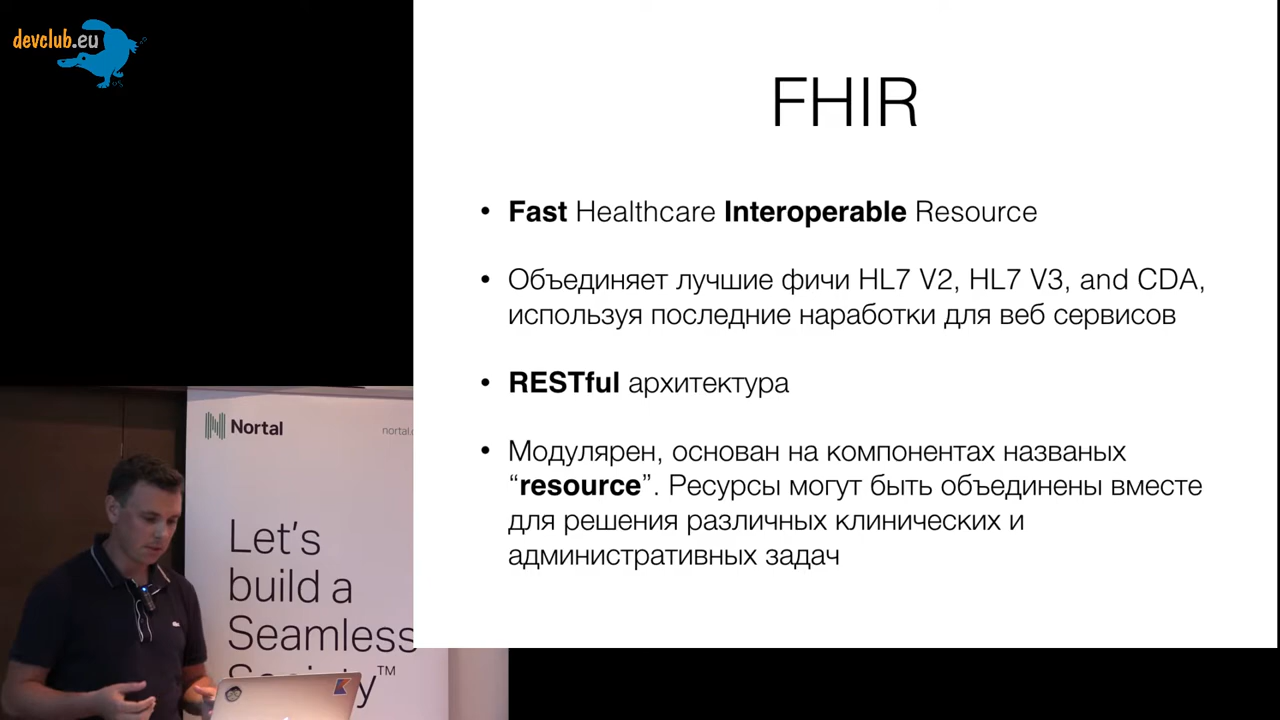 devclub.eu
FHIR
• Fast Healthcare Interoperable Resource
• Объединяет лучшие фичи HL7 V2, HL7 V3, and CDA,
используя последние наработки для веб сервисов
• RESTful архитектура
• Модулярен, основан на компонентах названых
“resource”. Ресурсы могут быть объединены вместе
для решения различных клинических и
административных задач
Nortal
nortal
Let's
build a
Seamless
Society™